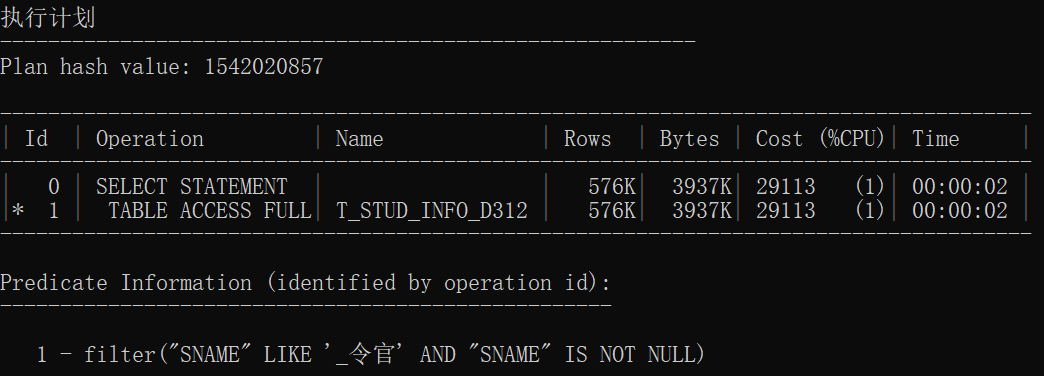 执行计划
----------------------------------------------------------
Plan hash value: 1542020857
--------------------------------------------------------------------------------------
| Id  | Operation         | Name             | Rows  | Bytes | Cost (%CPU)| Time     |
--------------------------------------------------------------------------------------
|   0 | SELECT STATEMENT  |                  |   576K|  3937K| 29113   (1)| 00:00:02 |
|*  1 |  TABLE ACCESS FULL| T_STUD_INFO_D312 |   576K|  3937K| 29113   (1)| 00:00:02 |
--------------------------------------------------------------------------------------
Predicate Information (identified by operation id):
---------------------------------------------------
1 - filter("SNAME" LIKE '_令官' AND "SNAME" IS NOT NULL)